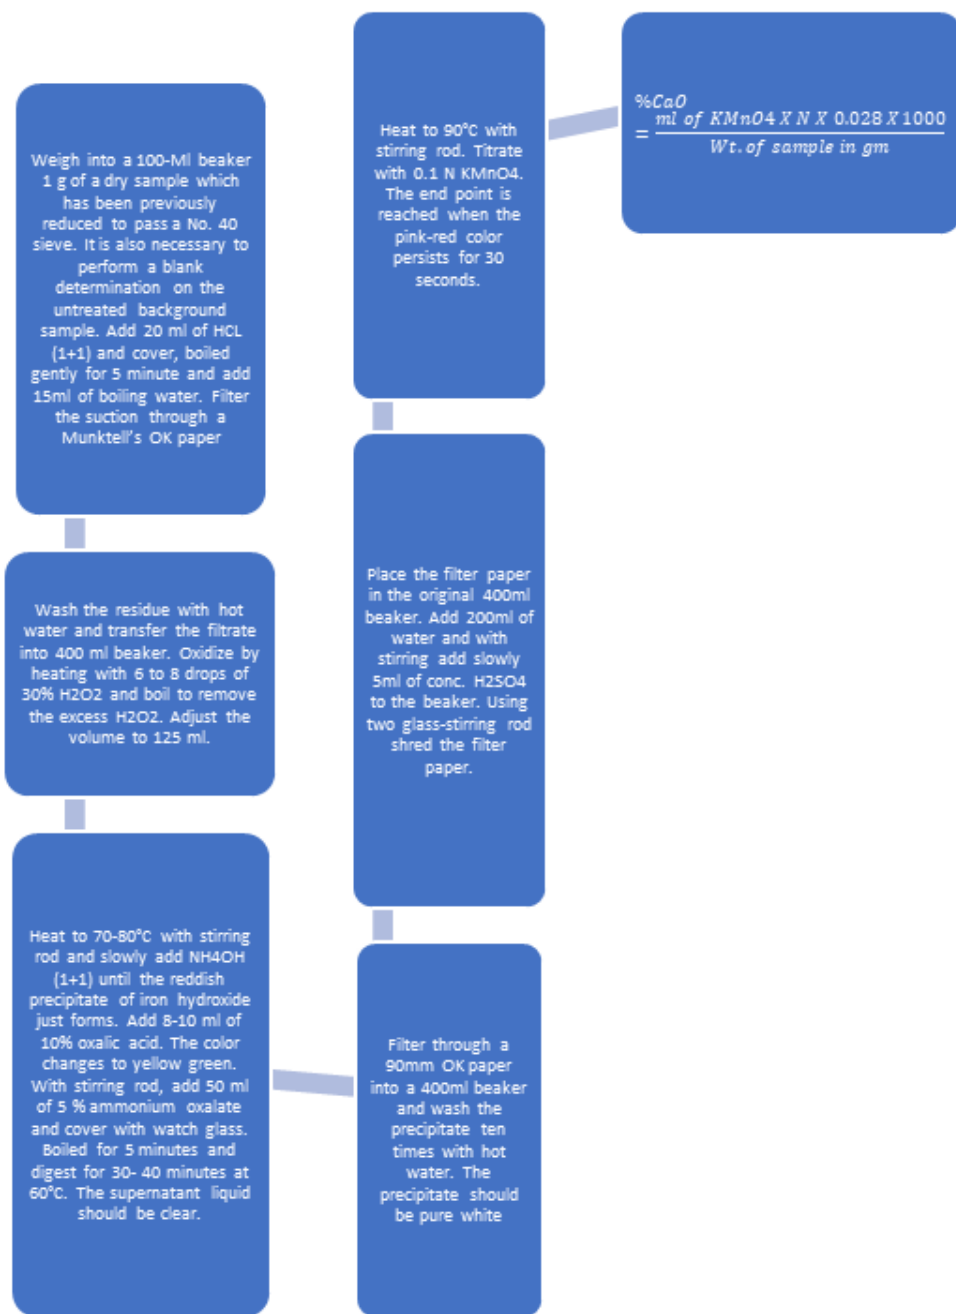 Weigh into a 100-Ml beaker
1 g of a dry sample which
has been previously
reduced to pass a No. 40
sieve. It is also necessary to
perform a blank
determination on the
untreated background
sample. Add 20 ml of HCL
(1+1) and cover, boiled
gently for 5 minute and add
15ml of boiling water. Filter
the suction through a
Munktell's OK paper
Wash the residue with hot
water and transfer the filtrate
into 400 ml beaker. Oxidize by
heating with 6 to 8 drops of
30% H2O2 and boil to remove
the excess H2O2. Adjust the
volume to 125 ml.
Heat to 70-80°C with stirring
rod and slowly add NH4OH
(1+1) until the reddish
precipitate of iron hydroxide
just forms. Add 8-10 ml of
10% oxalic acid. The color
changes to yellow green.
With stirring rod, add 50 ml
of 5 % ammonium oxalate
and cover with watch glass.
Boiled for 5 minutes and
digest for 30- 40 minutes at
60°C. The supernatant liquid
should be clear.
Filter through a
90mm OK paper
into a 400ml beaker
and wash the
precipitate ten
times with hot
water. The
precipitate should
be pure white
Place the filter paper
in the original 400ml
beaker. Add 200ml of
water and with
stirring add slowly
5ml of conc. H2SO4
to the beaker. Using
two glass-stirring rod
shred the filter
paper.
Heat to 90°C with
stirring rod. Titrate
with 0.1 N KMnO4.
The end point is
reached when the
pink-red color
persists for 30
seconds.
%CaO
= ml of KMnO4 X N X 0.028 X 1000
Wt. of sample in gm